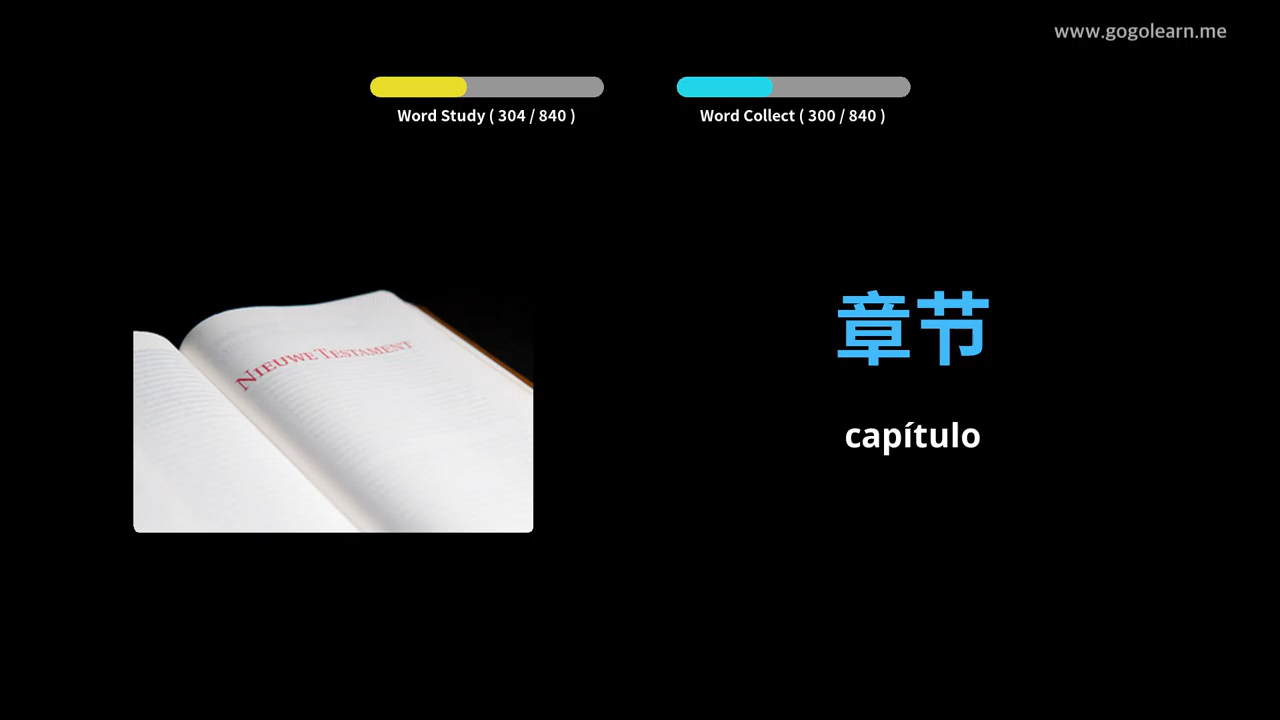 www.gogolearn.me
Word Study ( 304 / 840 )
Word Collect ( 300 / 840 )
NIEUWE TESTAMENT
章节
capítulo